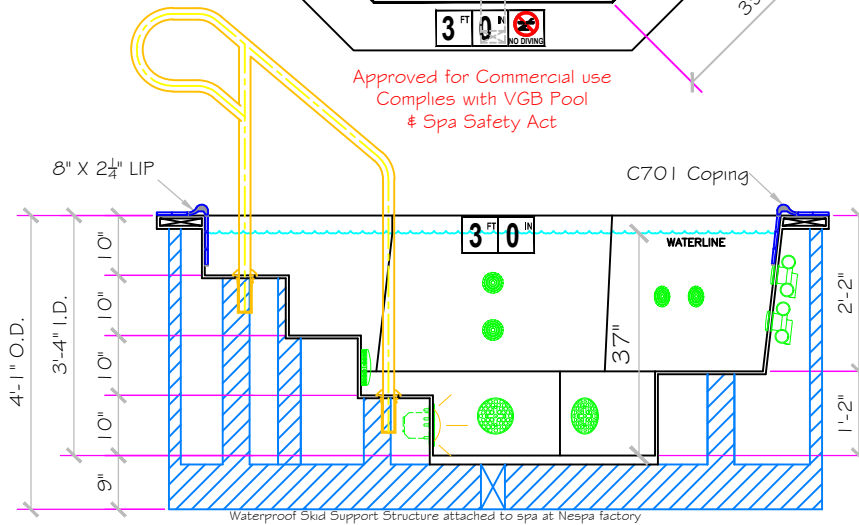 3 FT 0 IN NO DIVING
Approved for Commercial use
Complies with VGB Pool
& Spa Safety Act
8" X 2¼" LIP
C701 Coping
3 FT 0 IN
WATERLINE
10"
10"
10"
10"
9"
3'-4" I.D.
4'-1" O.D.
37"
2'-2"
1'-2"
Waterproof Skid Support Structure attached to spa at Nespa factory